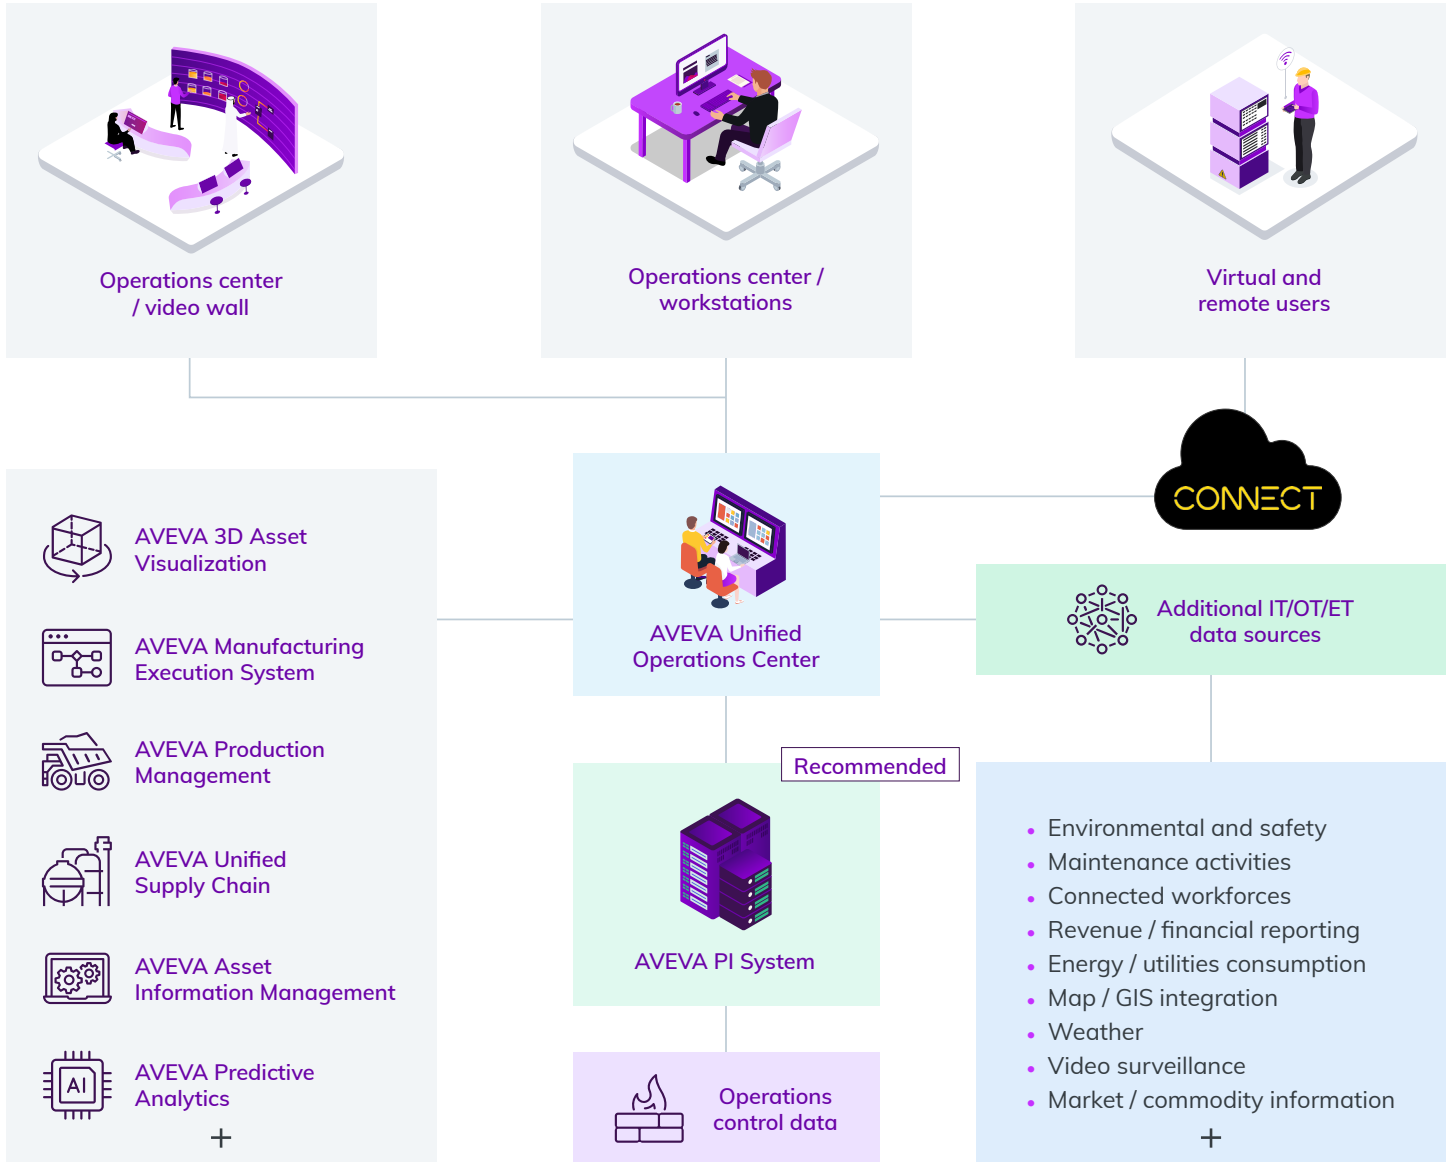 Operations center
/ video wall
Operations center /
workstations
Virtual and
remote users
CONNECT
AVEVA 3D Asset
Visualization
AVEVA Manufacturing
Execution System
AVEVA Production
Management
AVEVA Unified
Supply Chain
AVEVA Asset
Information Management
AI
AVEVA Predictive
Analytics
+
AVEVA Unified
Operations Center
Recommended
AVEVA PI System
Operations
control data
Additional IT/OT/ET
data sources
• Environmental and safety
• Maintenance activities
• Connected workforces
• Revenue / financial reporting
• Energy / utilities consumption
• Map / GIS integration
• Weather
• Video surveillance
• Market / commodity information
+